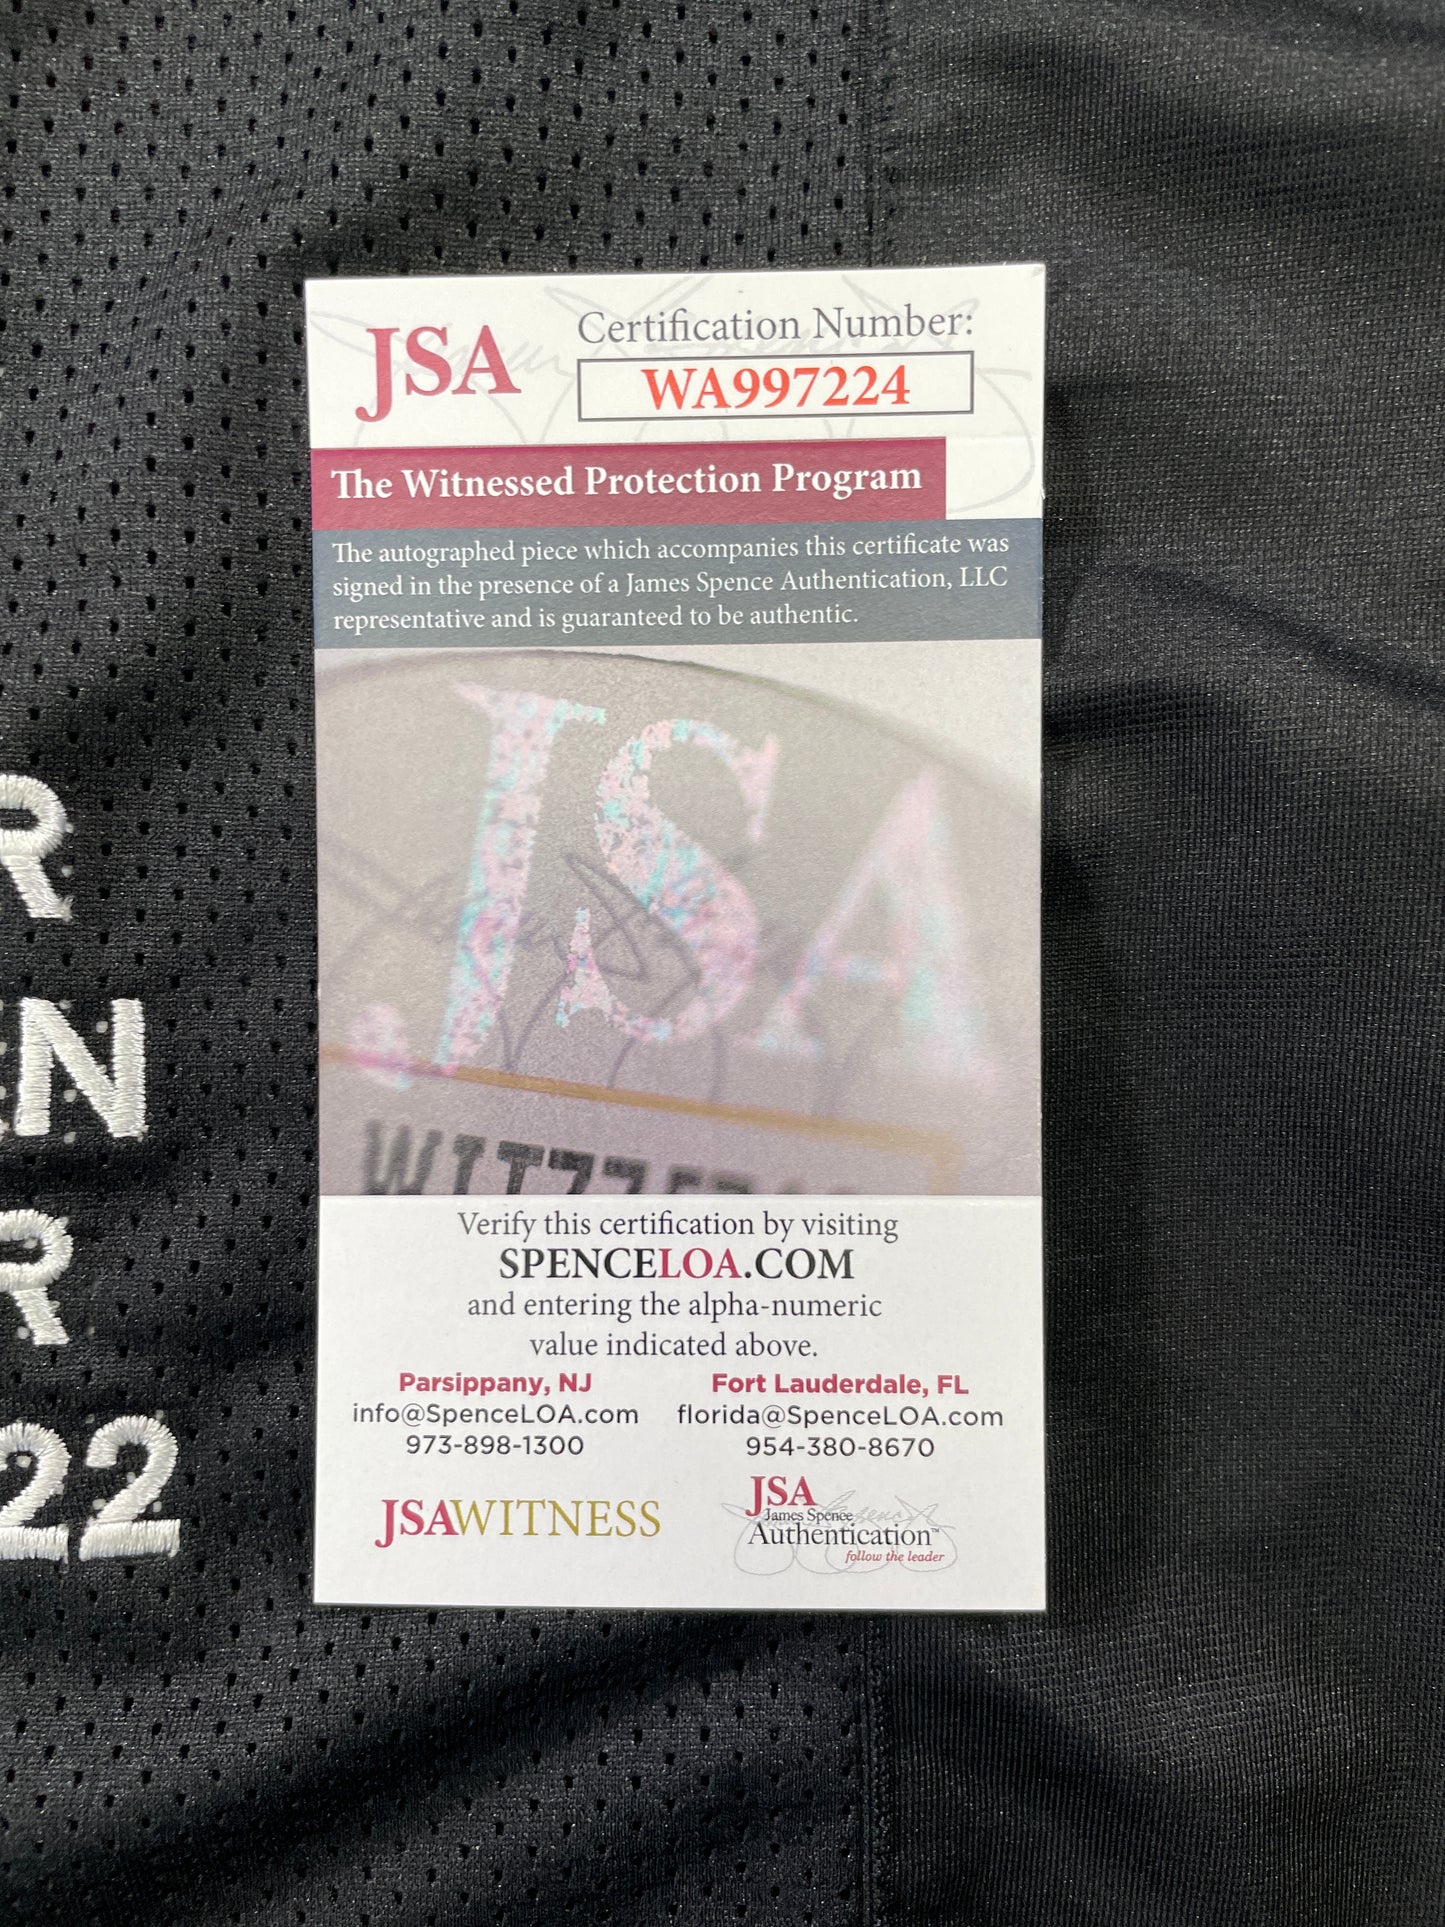 JSA
Certification Number:
WA997224
The Witnessed Protection Program
The autographed piece which accompanies this certificate was
signed in the presence of a James Spence Authentication, LLC
representative and is guaranteed to be authentic.
JSA
Verify this certification by visiting
SPENCELOA.COM
and entering the alpha-numeric
value indicated above.
Parsippany, NJ
info@SpenceLOA.com
973-898-1300
Fort Lauderdale, FL
florida@SpenceLOA.com
954-380-8670
JSAWITNESS
JSA
James Spence
Authentication™
follow the leader
R
N
R
22